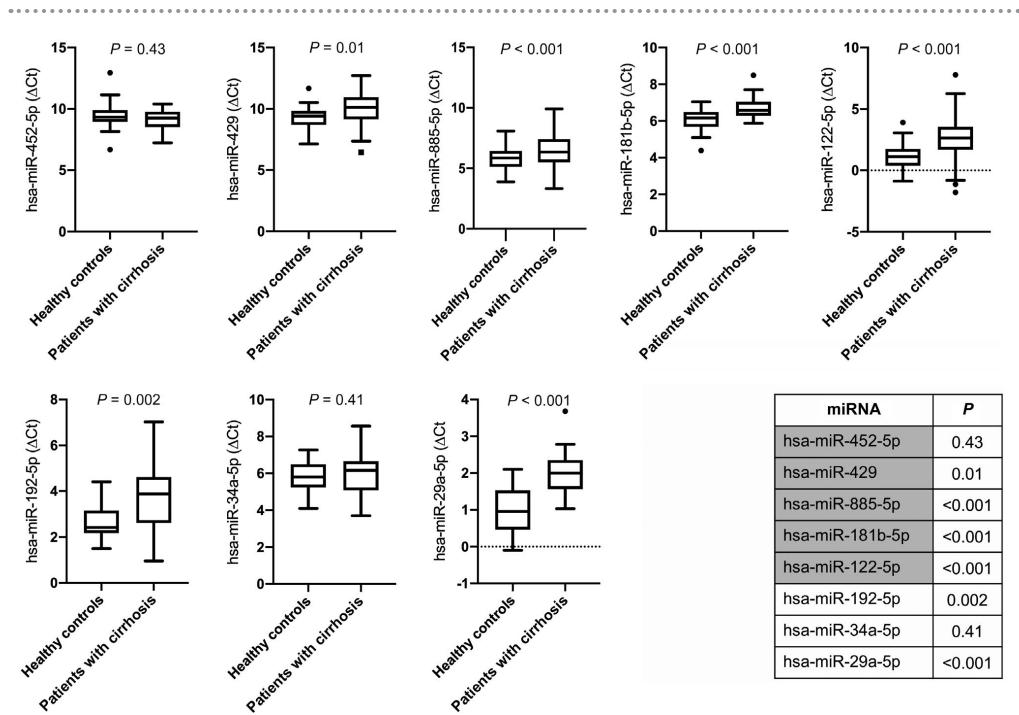 P = 0.43
15
10
5
0
hsa-miR-452-5p (ΔCt)
Healthy controls
Patients with cirrhosis
P = 0.01
15
10
5
0
hsa-miR-429 (ΔCt)
Healthy controls
Patients with cirrhosis
P < 0.001
15
10
5
0
hsa-miR-885-5p (ΔCt)
Healthy controls
Patients with cirrhosis
P < 0.001
10
8
6
4
2
0
hsa-miR-181b-5p (ΔCt)
Healthy controls
Patients with cirrhosis
P < 0.001
10
5
0
-5
hsa-miR-122-5p (ΔCt)
Healthy controls
Patients with cirrhosis
P = 0.002
8
6
4
2
0
hsa-miR-192-5p (ΔCt)
Healthy controls
Patients with cirrhosis
P = 0.41
10
8
6
4
2
0
hsa-miR-34a-5p (ΔCt)
Healthy controls
Patients with cirrhosis
P < 0.001
4
3
2
1
0
-1
hsa-miR-29a-5p (ΔCt
Healthy controls
Patients with cirrhosis
miRNA P
hsa-miR-452-5p 0.43
hsa-miR-429 0.01
hsa-miR-885-5p <0.001
hsa-miR-181b-5p <0.001
hsa-miR-122-5p <0.001
hsa-miR-192-5p 0.002
hsa-miR-34a-5p 0.41
hsa-miR-29a-5p <0.001